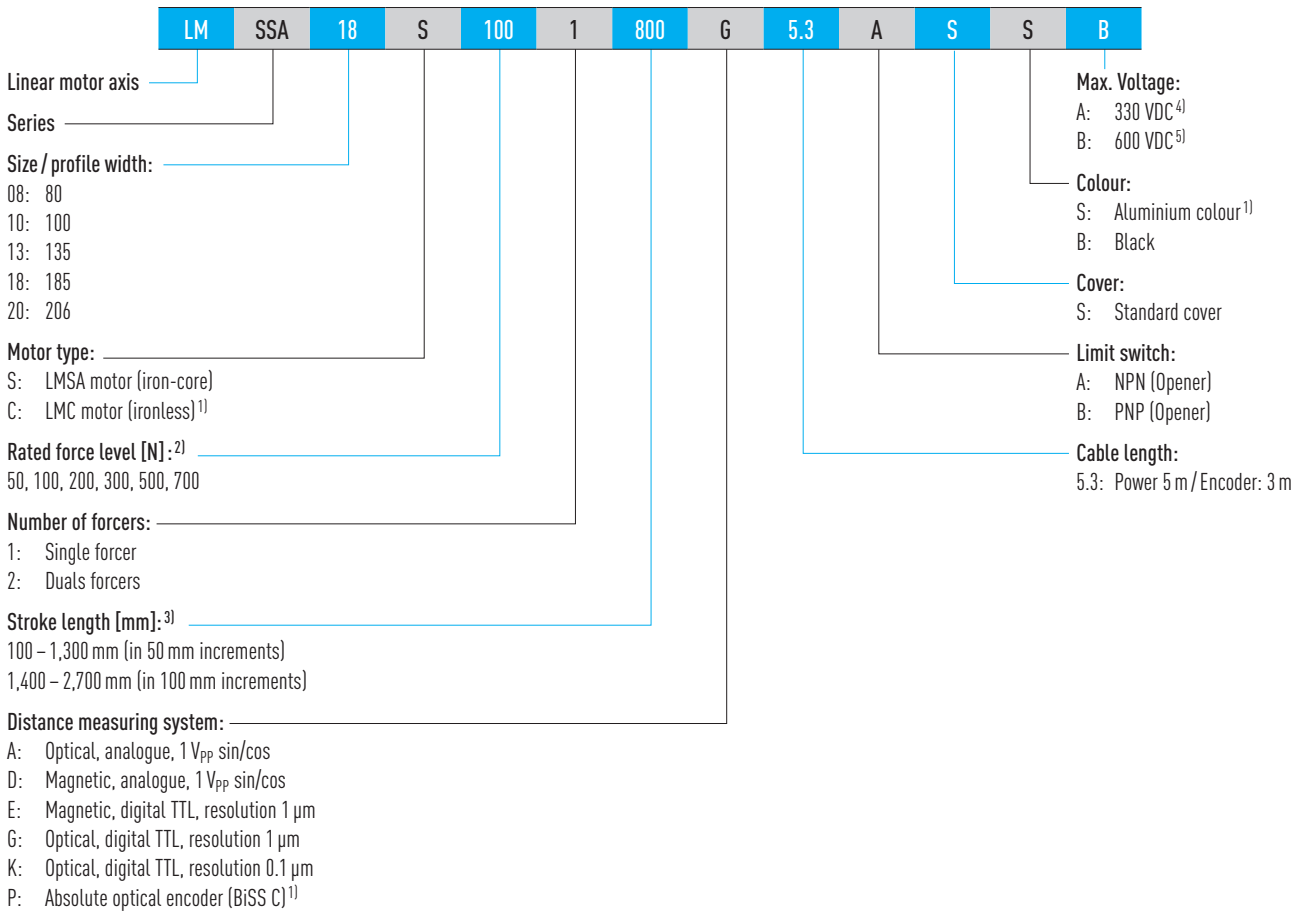 LM SSA 18 S 100 1 800 G 5.3 A S S B
Linear motor axis
Series
Size / profile width:
08: 80
10: 100
13: 135
18: 185
20: 206
Motor type:
S: LMSA motor (iron-core)
C: LMC motor (ironless) 1)
Rated force level [N] : 2)
50, 100, 200, 300, 500, 700
Number of forcers:
1: Single forcer
2: Duals forcers
Stroke length [mm]: 3)
100 – 1,300 mm (in 50 mm increments)
1,400 – 2,700 mm (in 100 mm increments)
Distance measuring system:
A: Optical, analogue, 1 VPP sin/cos
D: Magnetic, analogue, 1 VPP sin/cos
E: Magnetic, digital TTL, resolution 1 µm
G: Optical, digital TTL, resolution 1 µm
K: Optical, digital TTL, resolution 0.1 µm
P: Absolute optical encoder (BiSS C) 1)
Max. Voltage:
A: 330 VDC 4)
B: 600 VDC 5)
Colour:
S: Aluminium colour 1)
B: Black
Cover:
S: Standard cover
Limit switch:
A: NPN (Opener)
B: PNP (Opener)
Cable length:
5.3: Power 5 m / Encoder: 3 m